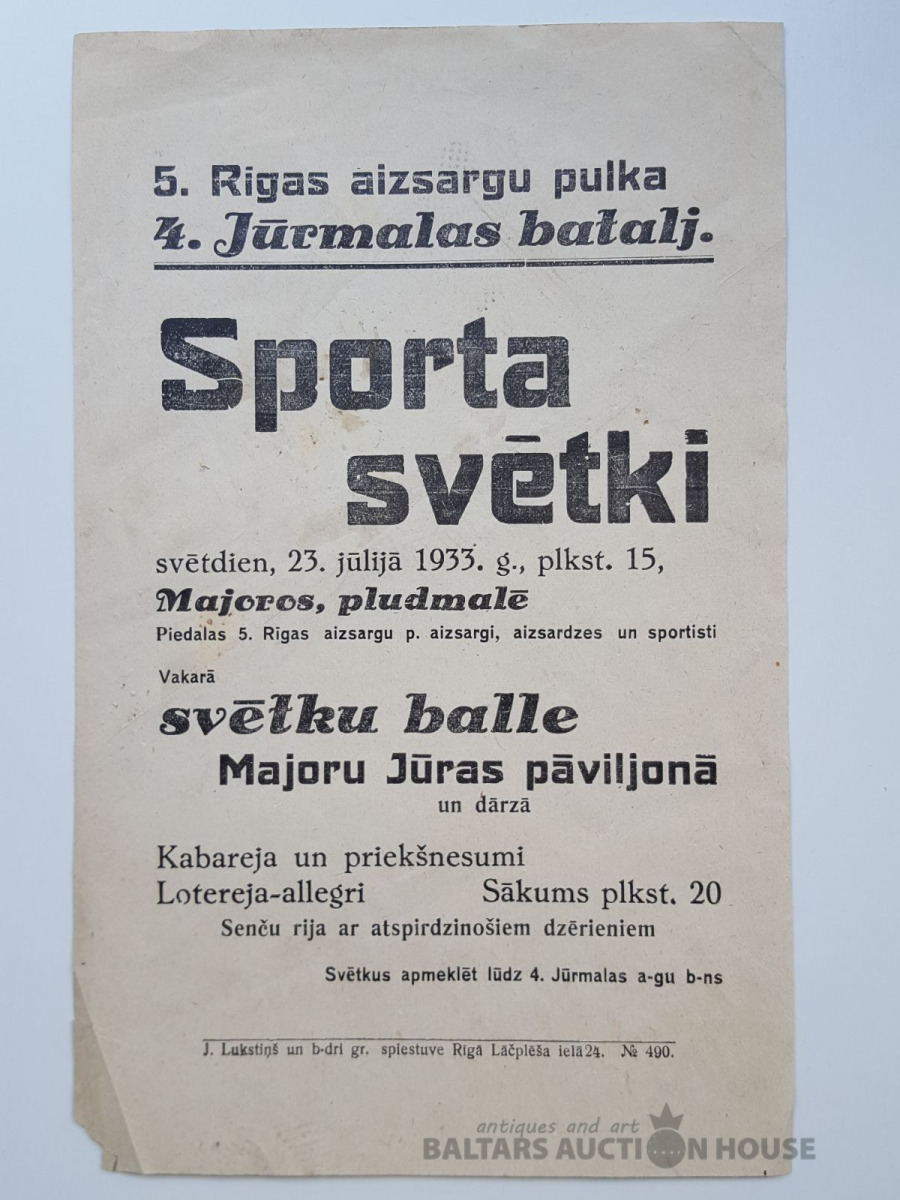 5. Rīgas aizsargu pulka
4. Jūrmalas batalj.
Sporta
svētki
svētdien, 23. jūlijā 1933. g., plkst. 15,
Majoros, pludmalē
Piedalas 5. Rīgas aizsargu p. aizsargi, aizsardzes un sportisti
Vakarā
svētku balle
Majoru Jūras pāviljonā
un dārzā
Kabareja un priekšnesumi
Lotereja-allegri Sākums plkst. 20
Senču rija ar atspirdzinošiem dzērieniem
Svētkus apmeklēt lūdz 4. Jūrmalas a-gu b-ns
J. Lukstiņš un b-dri gr. spiestuve Rīgā Lāčplēša ielā 24. № 490.
antiques and art
BALTARS AUCTION HOUSE